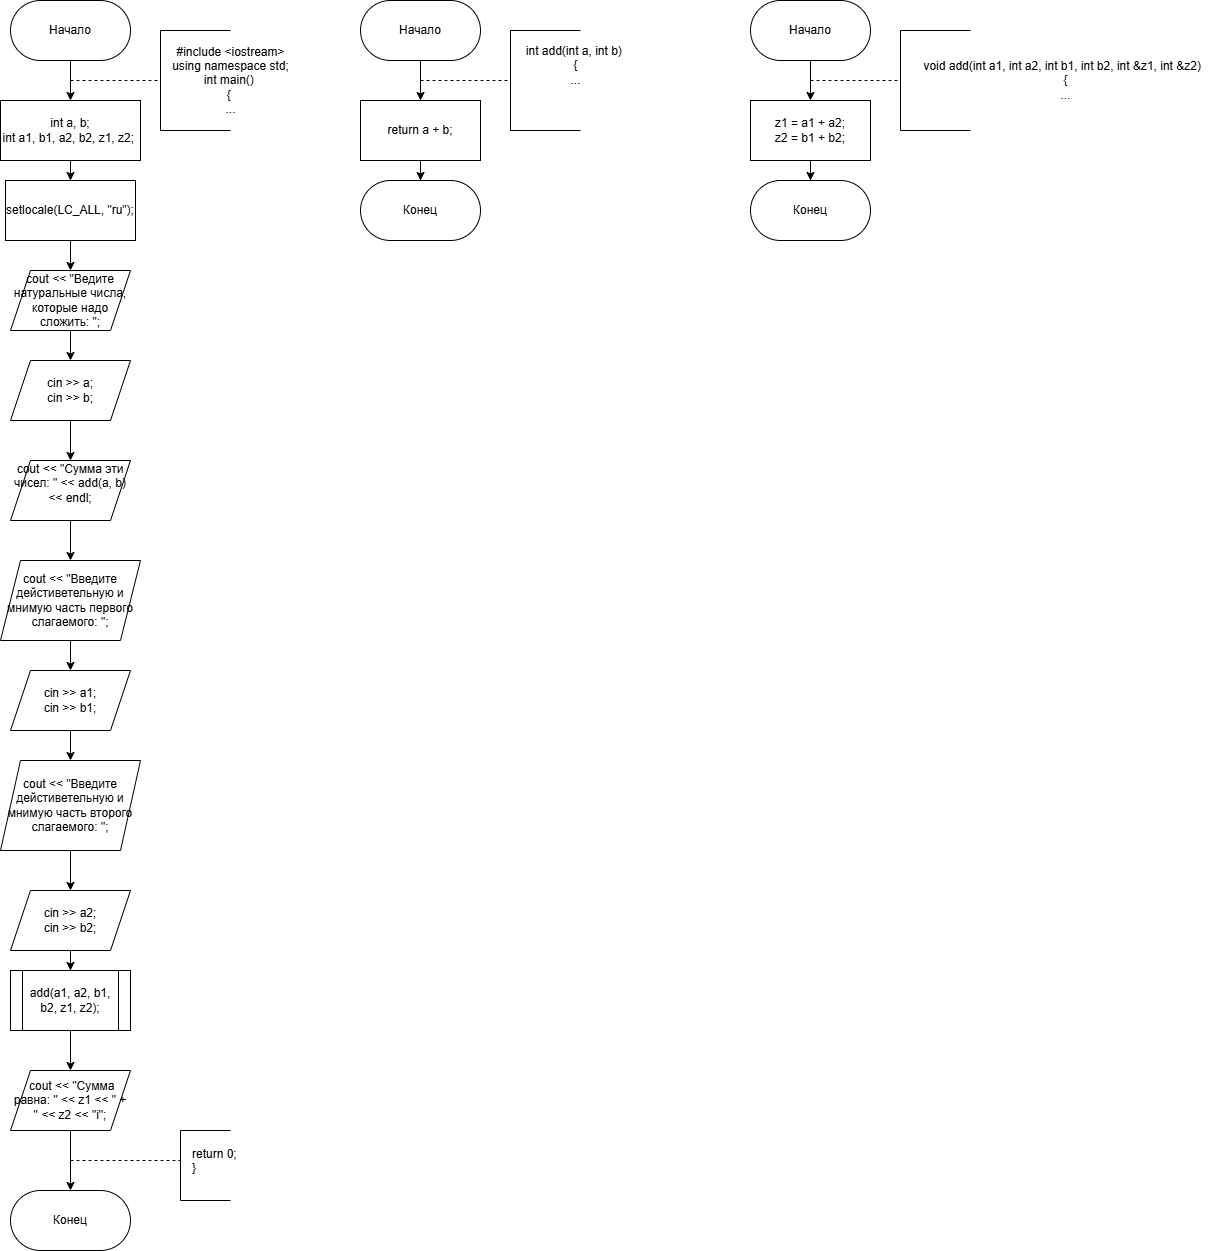 Начало
#include <iostream>
using namespace std;
int main()
{
...
int a, b;
int a1, b1, a2, b2, z1, z2;
setlocale(LC_ALL, "ru");
cout << "Ведите
натуральные числа,
которые надо
сложить: ";
cin >> a;
cin >> b;
cout << "Сумма эти
чисел: " << add(a, b)
<< endl;
cout << "Введите
действетельную и
мнимую часть первого
слагаемого: ";
cin >> a1;
cin >> b1;
cout << "Введите
действетельную и
мнимую часть второго
слагаемого: ";
cin >> a2;
cin >> b2;
add(a1, a2, b1,
b2, z1, z2);
cout << "Сумма
равна: " << z1 << " +
" << z2 << "i";
return 0;
}
Конец
Начало
int add(int a, int b)
{
...
return a + b;
Конец
Начало
void add(int a1, int a2, int b1, int b2, int &z1, int &z2)
{
...
z1 = a1 + a2;
z2 = b1 + b2;
Конец